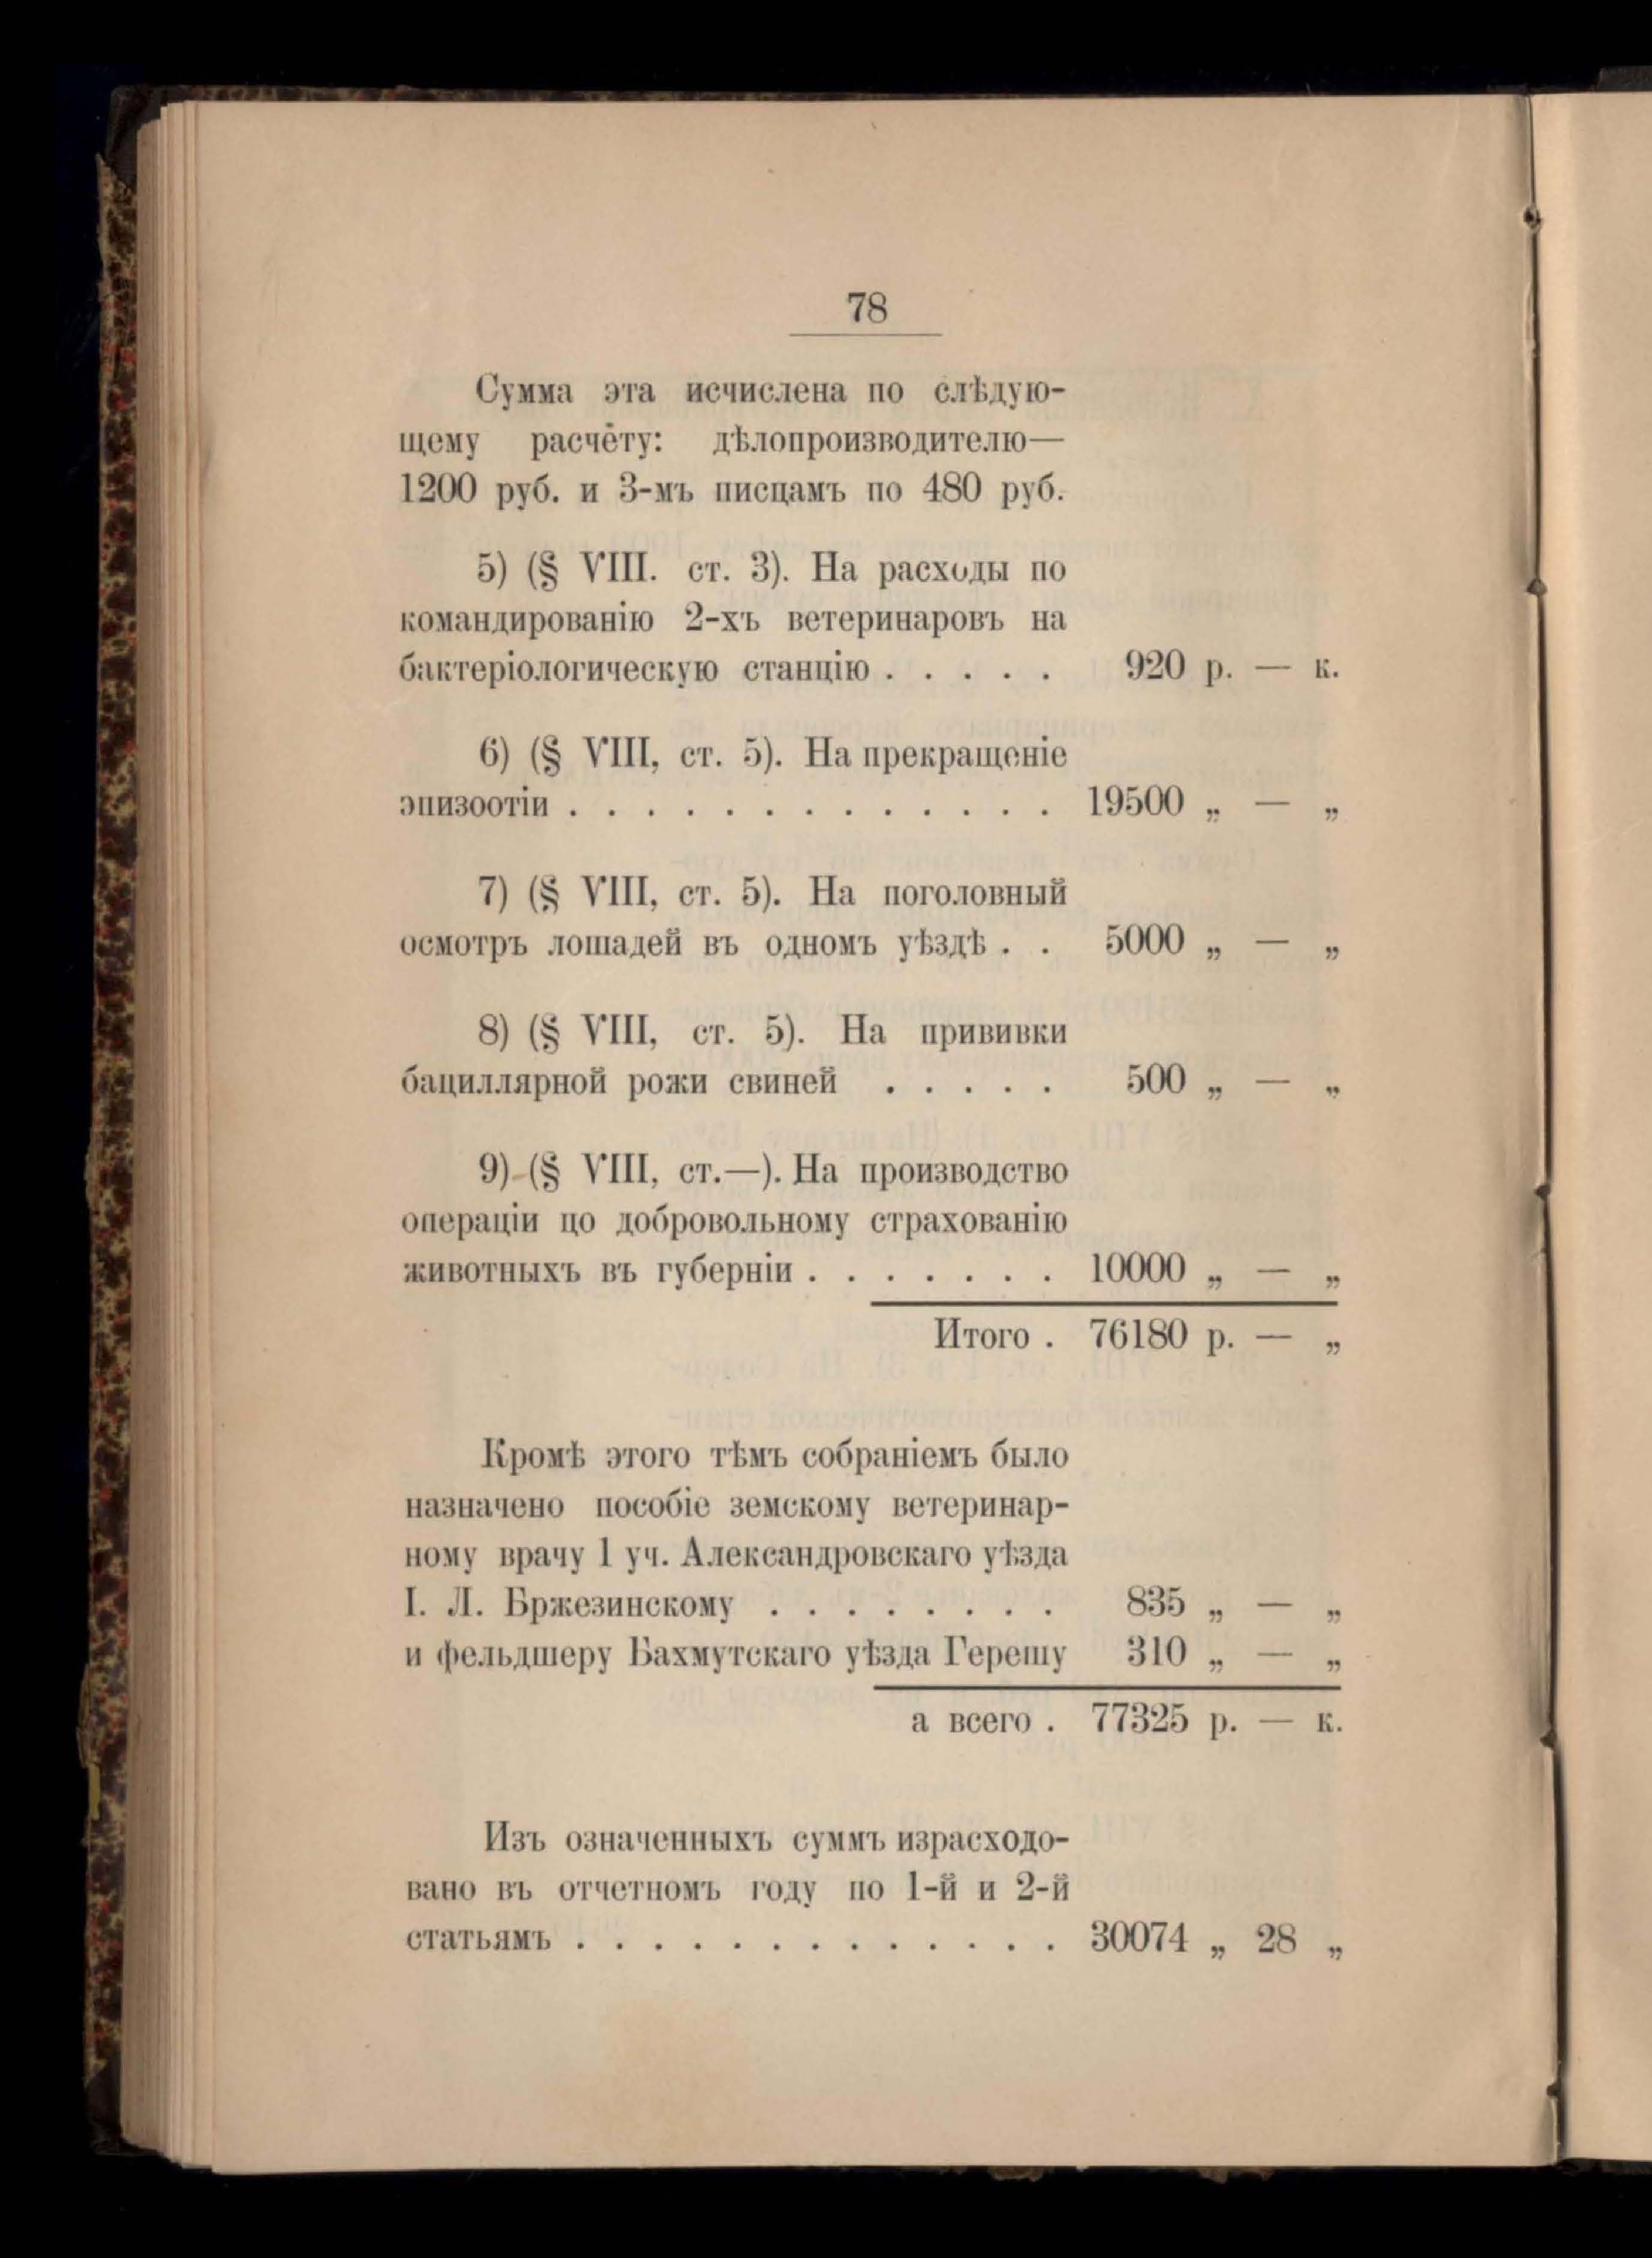 78
Сумма эта исчислена по слѣдую-
щему расчёту: дѣлопроизводителю—
1200 руб. и 3-мъ писцамъ по 480 руб.
5) (§ VIII. ст. 3). На расходы по
командированію 2-хъ ветеринаровъ на
бактеріологическую станцію . . . . . 920 р. — к.
6) (§ VIII, ст. 5). На прекращеніе
эпизоотіи . . . . . . . . . . . . . 19500 „ — „
7) (§ VIII, ст. 5). На поголовный
осмотръ лошадей въ одномъ уѣздѣ . . 5000 „ — „
8) (§ VIII, ст. 5). На прививки
бациллярной рожи свиней . . . . . 500 „ — „
9) (§ VIII, ст.—). На производство
операціи цо добровольному страхованію
животныхъ въ губерніи . . . . . . . 10000 „ — „
Итого . 76180 р. — „
Кромѣ этого тѣмъ собраніемъ было
назначено пособіе земскому ветеринар-
ному врачу 1 уч. Александровскаго уѣзда
І. Л. Бржезинскому . . . . . . . . 835 „ — „
и фельдшеру Бахмутскаго уѣзда Герешу 310 „ — „
а всего . 77325 р. — к.
Изъ означенныхъ суммъ израсходо-
вано въ отчетномъ году по 1-й и 2-й
статьямъ . . . . . . . . . . . . . 30074 „ 28 „